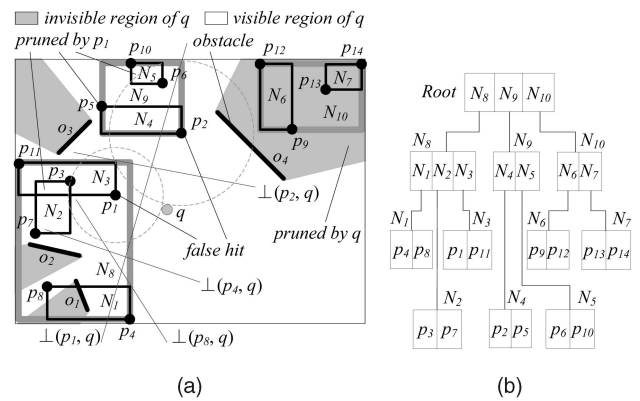 invisible region of q
visible region of q
pruned by p1
p10
obstacle
p12
p14
N5
p6
p13
N7
N9
N6
p5
N4
N10
o3
p2
p9
o4
p11
⊥(p2, q)
p3
N3
N2
p1
q
pruned by q
p7
false hit
o2
⊥(p4, q)
N8
p8
o1
N1
⊥(p1, q)
p4
⊥(p8, q)
(a)
Root
N8 N9 N10
N8
N9
N10
N1 N2 N3
N4 N5
N6 N7
N1
N3
N6
N7
p4 p8
p1 p11
p9 p12
p13 p14
N2
N4
N5
p3 p7
p2 p5
p6 p10
(b)